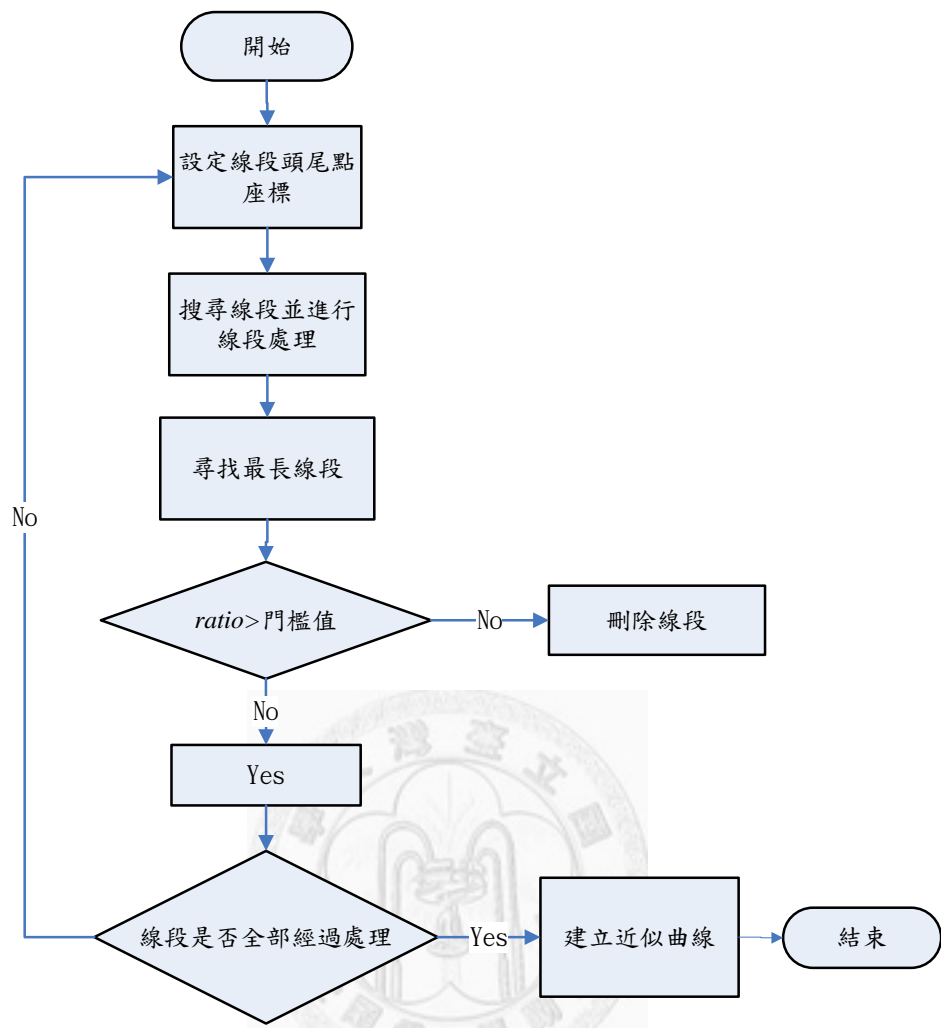 開始
設定線段頭尾點
座標
搜尋線段並進行
線段處理
尋找最長線段
No
ratio>門檻值
No
刪除線段
No
Yes
線段是否全部經過處理
Yes
建立近似曲線
結束